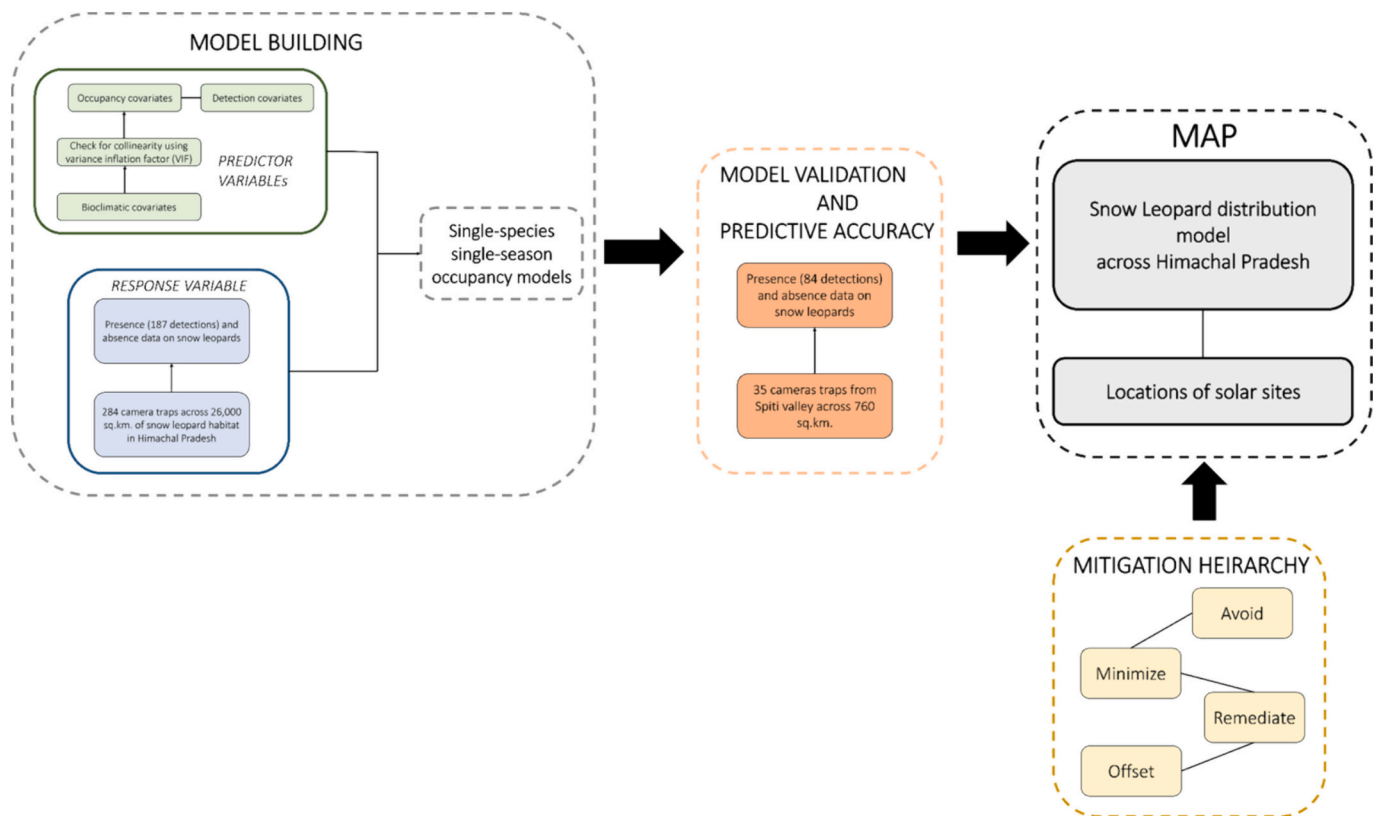 MODEL BUILDING
Occupancy covariates
Detection covariates
Check for collinearity using
variance inflation factor (VIF)
PREDICTOR
VARIABLEs
Bioclimatic covariates
RESPONSE VARIABLE
Presence (187 detections) and
absence data on snow leopards
284 camera traps across 26,000
sq.km. of snow leopard habitat
in Himachal Pradesh
Single-species
single-season
occupancy models
MODEL VALIDATION
AND
PREDICTIVE ACCURACY
Presence (84 detections)
and absence data on
snow leopards
35 cameras traps from
Spiti valley across 760
sq.km.
MAP
Snow Leopard distribution
model
across Himachal Pradesh
Locations of solar sites
MITIGATION HEIRARCHY
Avoid
Minimize
Remediate
Offset